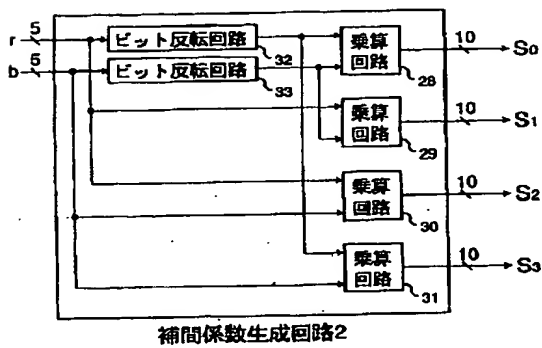 r 5 ビット反転回路 32 乗算回路 28 10 S0
b 5 ビット反転回路 33
乗算回路 29 10 S1
乗算回路 30 10 S2
乗算回路 31 10 S3
補間係数生成回路2